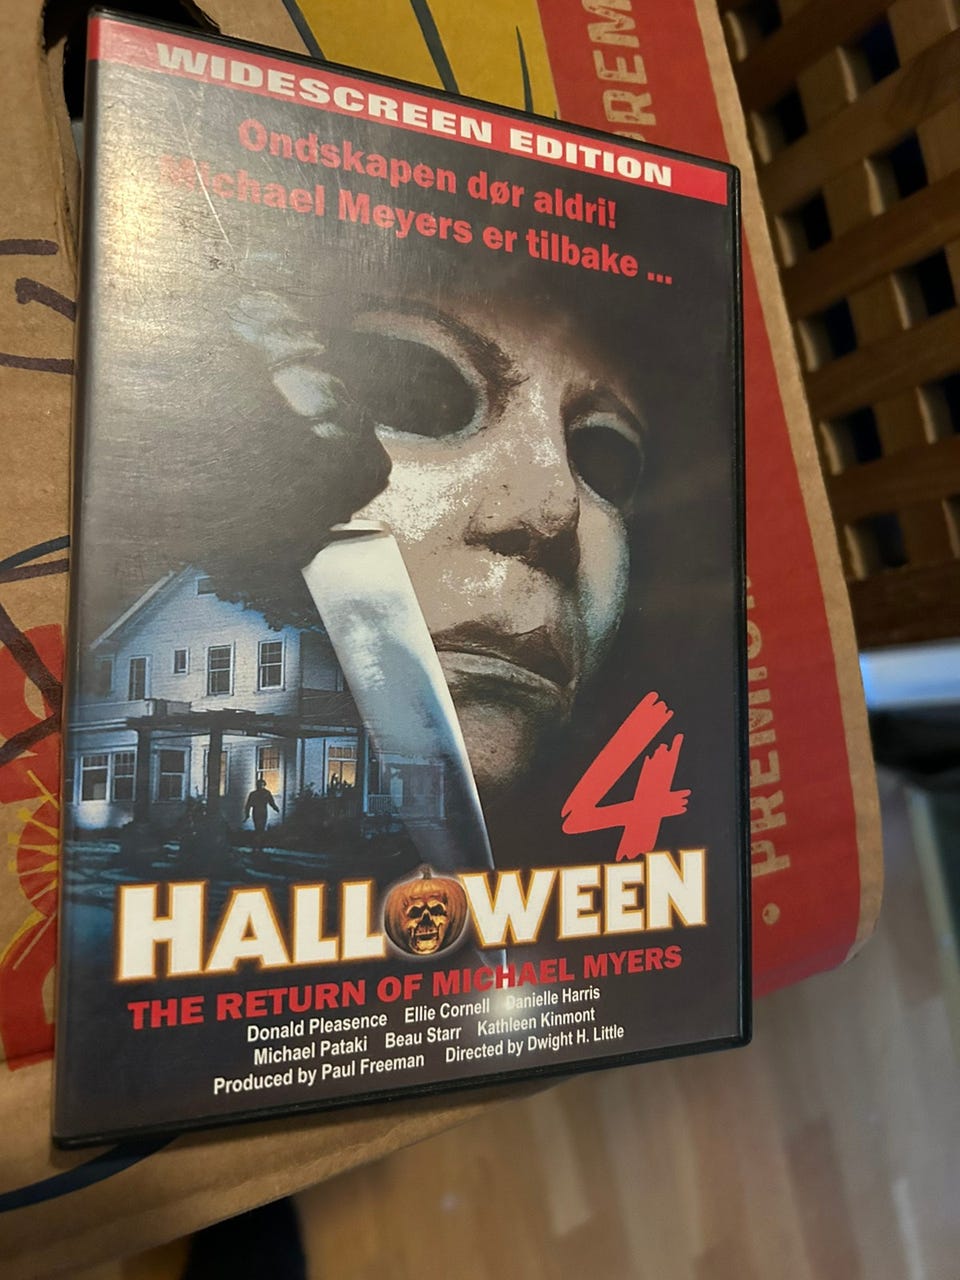 WIDESCREEN EDITION
Ondskapen dør aldri!
Michael Meyers er tilbake ...
4
HALLOWEEN
THE RETURN OF MICHAEL MYERS
Donald Pleasence Ellie Cornell Danielle Harris
Michael Pataki Beau Starr Kathleen Kinmont
Produced by Paul Freeman Directed by Dwight H. Little